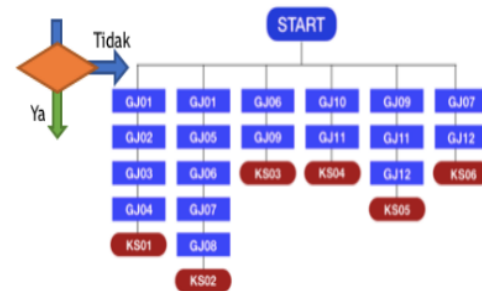 START
Tidak
Ya
GJ01 GJ01 GJ06 GJ10 GJ09 GJ07
GJ02 GJ05 GJ09 GJ11 GJ11 GJ12
GJ03 GJ06 KS03 KS04 GJ12 KS06
GJ04 GJ07 KS05
KS01 GJ08
KS02